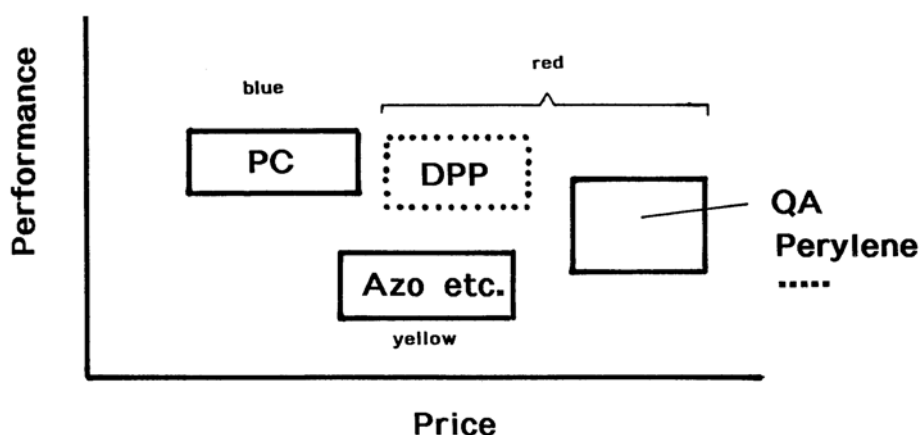 Performance
red
blue
PC
DPP
QA
Perylene
Azo etc.
yellow
Price